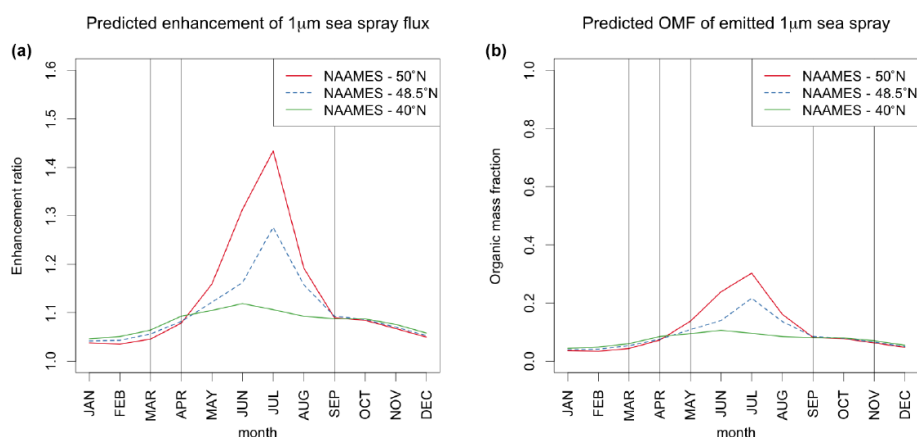 Predicted enhancement of 1μm sea spray flux
(a)
NAAMES - 50°N
NAAMES - 48.5°N
NAAMES - 40°N
Enhancement ratio
1.6
1.5
1.4
1.3
1.2
1.1
1.0
JAN FEB MAR APR MAY JUN JUL AUG SEP OCT NOV DEC
month
Predicted OMF of emitted 1μm sea spray
(b)
NAAMES - 50°N
NAAMES - 48.5°N
NAAMES - 40°N
Organic mass fraction
1.0
0.8
0.6
0.4
0.2
0.0
JAN FEB MAR APR MAY JUN JUL AUG SEP OCT NOV DEC
month